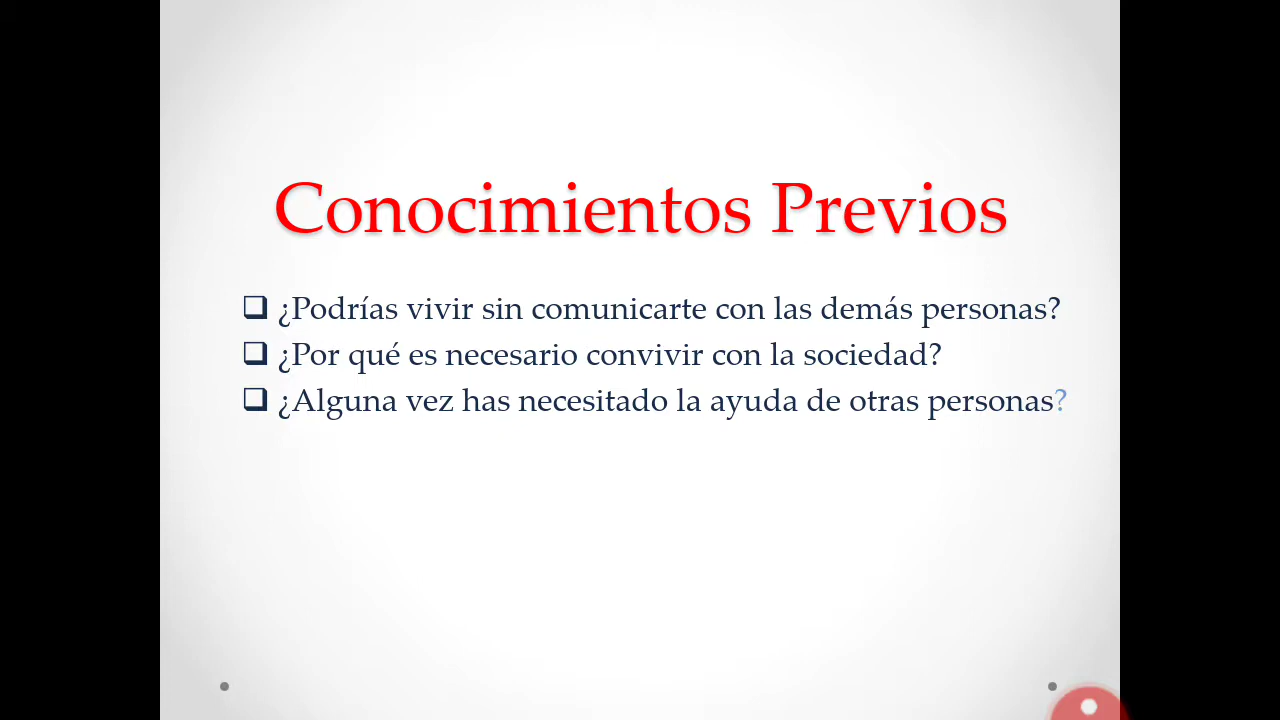 Conocimientos Previos
¿Podrías vivir sin comunicarte con las demás personas?
¿Por qué es necesario convivir con la sociedad?
¿Alguna vez has necesitado la ayuda de otras personas?